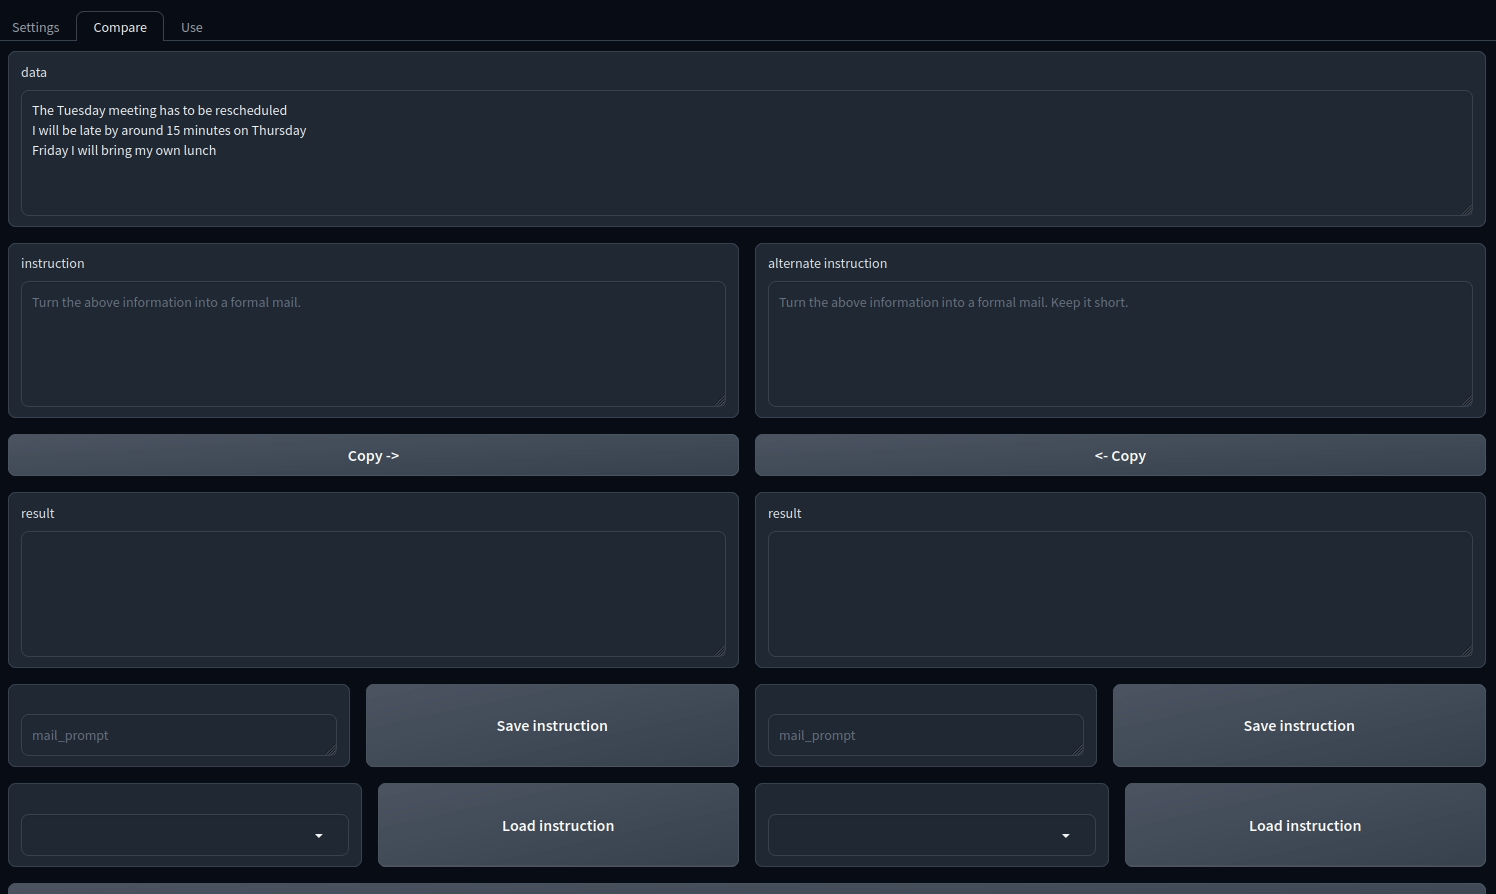 Settings
Compare
Use
data
The Tuesday meeting has to be rescheduled
I will be late by around 15 minutes on Thursday
Friday I will bring my own lunch
instruction
Turn the above information into a formal mail.
alternate instruction
Turn the above information into a formal mail. Keep it short.
Copy ->
<- Copy
result
result
mail_prompt
Save instruction
mail_prompt
Save instruction
Load instruction
Load instruction